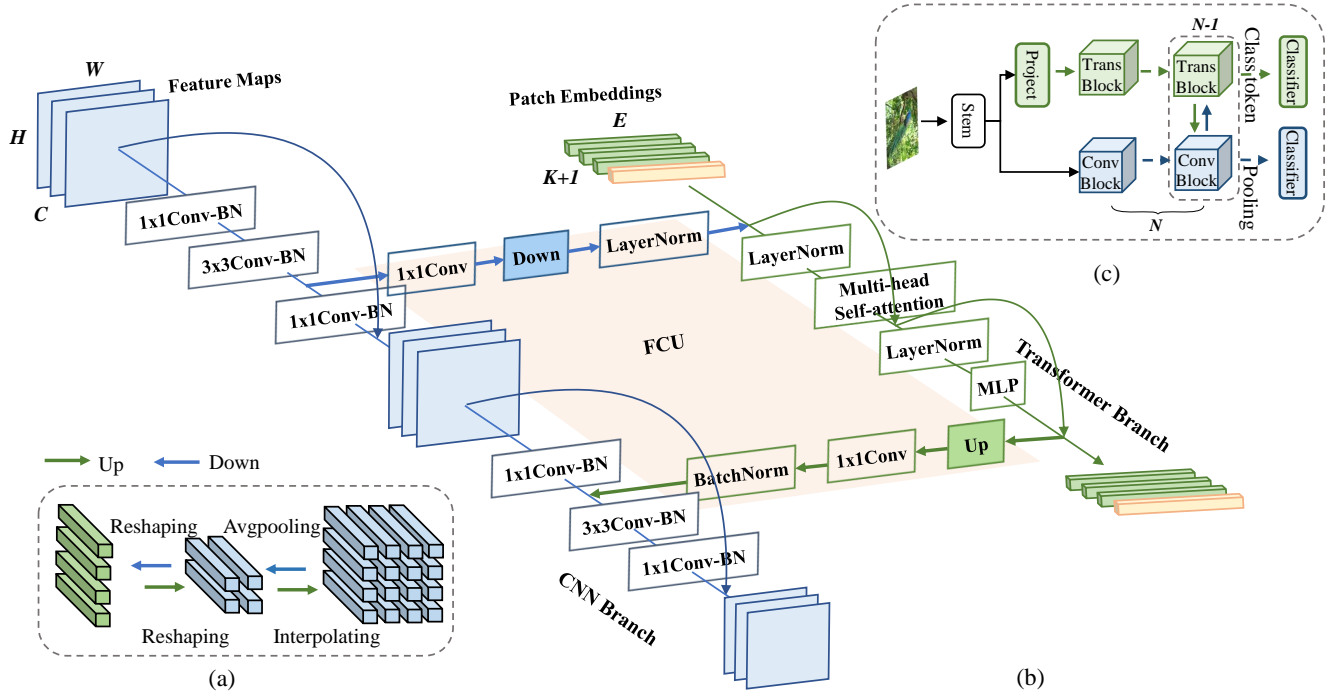 W
Feature Maps
H
C
1x1Conv-BN
3x3Conv-BN
1x1Conv-BN
Patch Embeddings
E
K+1
1x1Conv
Down
LayerNorm
FCU
LayerNorm
Multi-head
Self-attention
LayerNorm
MLP
Transformer Branch
Up
1x1Conv
BatchNorm
1x1Conv-BN
3x3Conv-BN
1x1Conv-BN
CNN Branch
(b)
Up
Down
Reshaping
Avgpooling
Reshaping
Interpolating
(a)
Stem
Project
Trans
Block
N-1
Trans
Block
Class token
Classifier
Conv
Block
Conv
Block
Pooling
Classifier
N
(c)